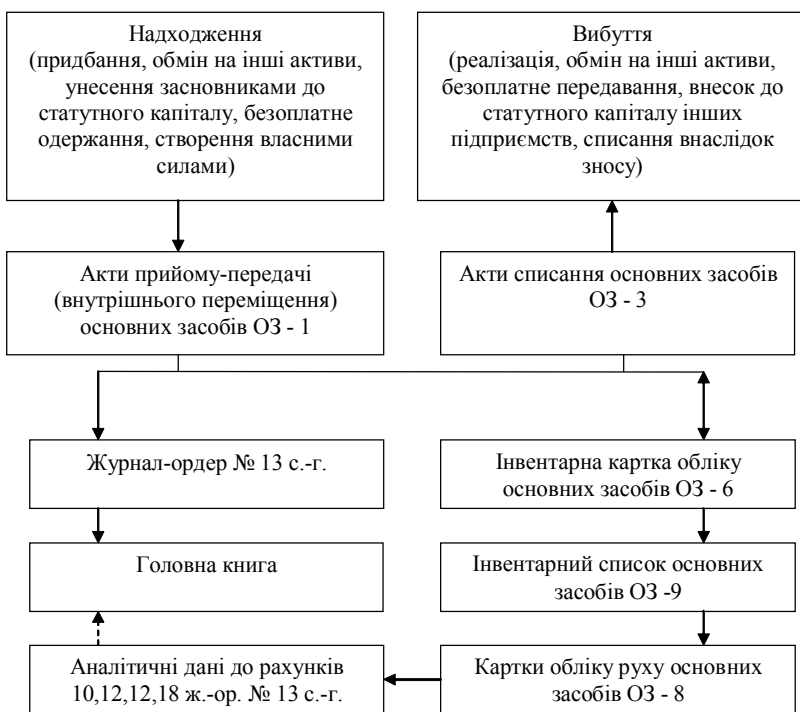 Надходження
(придбання, обмін на інші активи,
унесення засновниками до
статутного капіталу, безоплатне
одержання, створення власними
силами)
Вибуття
(реалізація, обмін на інші активи,
безоплатне передавання, внесок до
статутного капіталу інших
підприємств, списання внаслідок
зносу)
Акти прийому-передачі
(внутрішнього переміщення)
основних засобів ОЗ - 1
Акти списання основних засобів
ОЗ - 3
Журнал-ордер № 13 с.-г.
Інвентарна картка обліку
основних засобів ОЗ - 6
Головна книга
Інвентарний список основних
засобів ОЗ -9
Аналітичні дані до рахунків
10,12,12,18 ж.-ор. № 13 с.-г.
Картки обліку руху основних
засобів ОЗ - 8